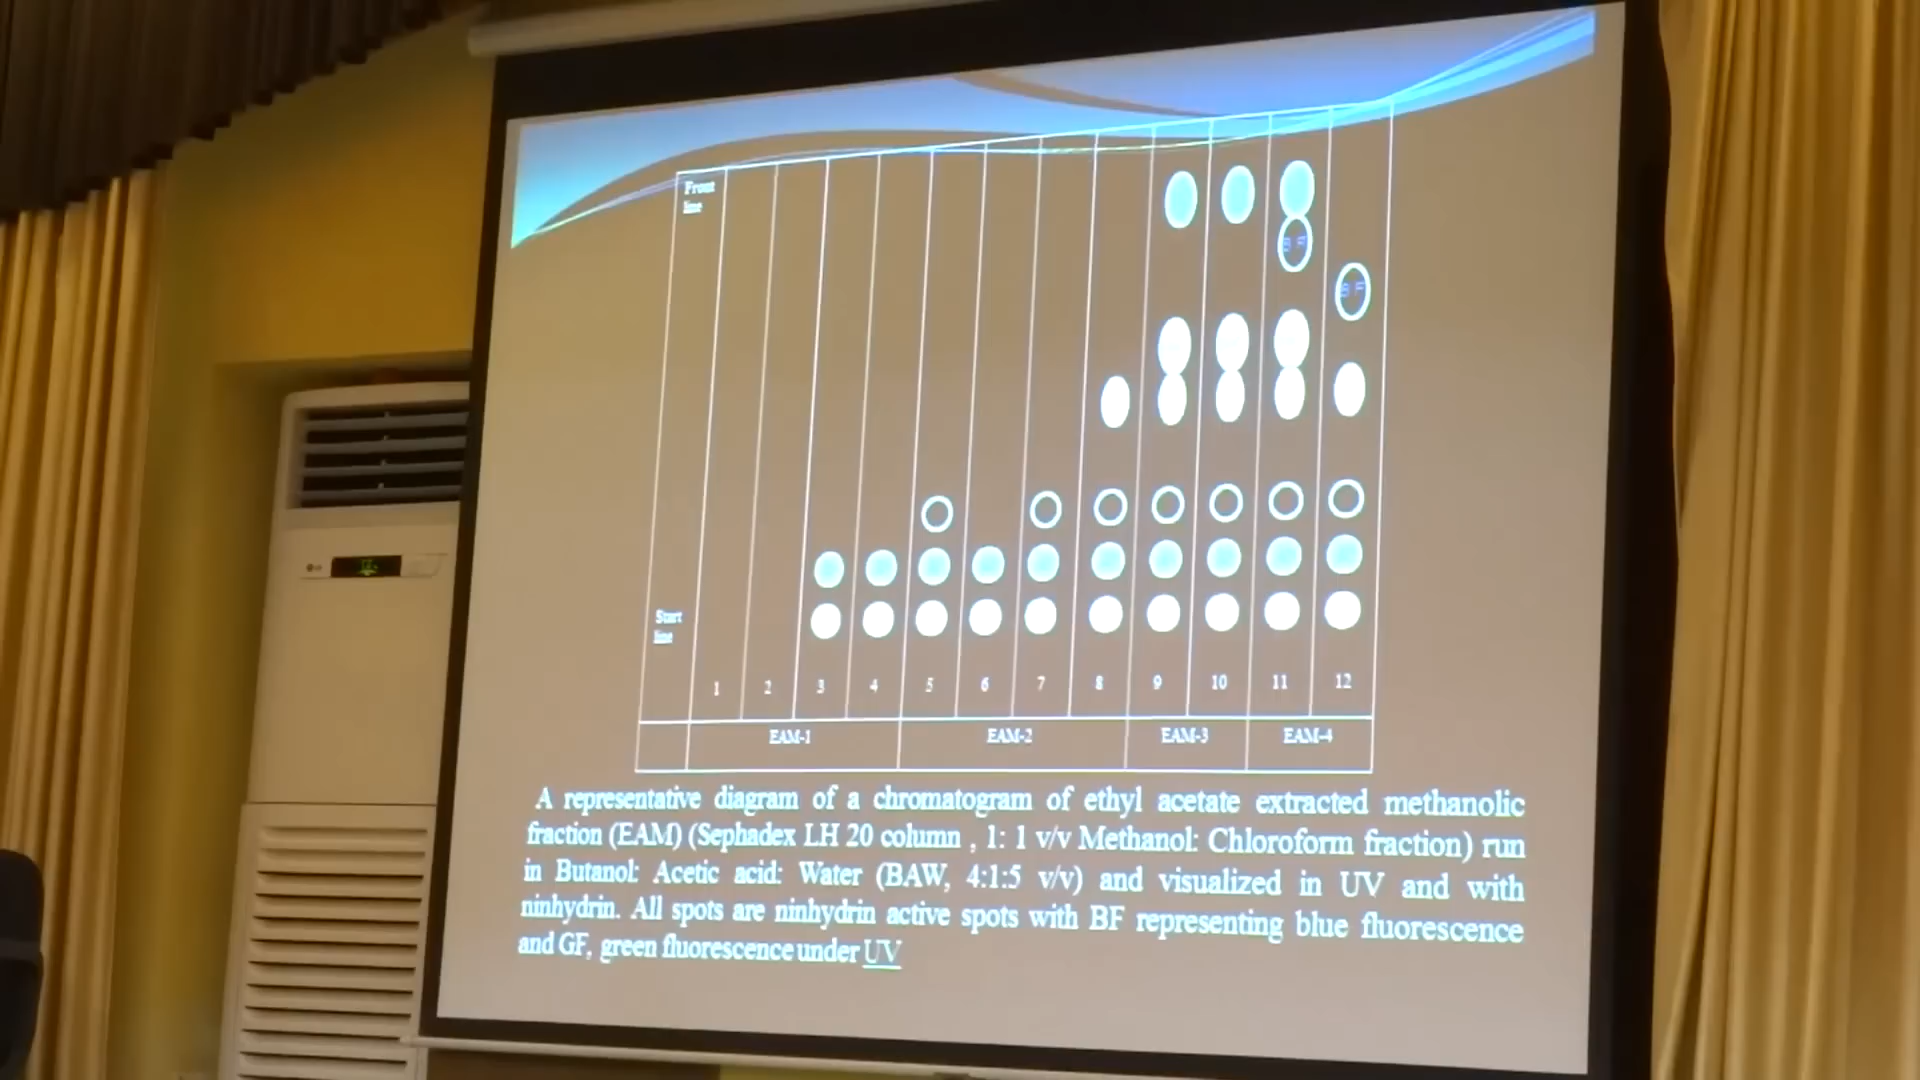 Front
line
B F
B F
Start
line
1 2 3 4 5 6 7 8 9 10 11 12
EAM-1 EAM-2 EAM-3 EAM-4
A representative diagram of a chromatogram of ethyl acetate extracted methanolic
fraction (EAM) (Sephadex LH 20 column , 1: 1 v/v Methanol: Chloroform fraction) run
in Butanol: Acetic acid: Water (BAW, 4:1:5 v/v) and visualized in UV and with
ninhydrin. All spots are ninhydrin active spots with BF representing blue fluorescence
and GF, green fluorescence under UV